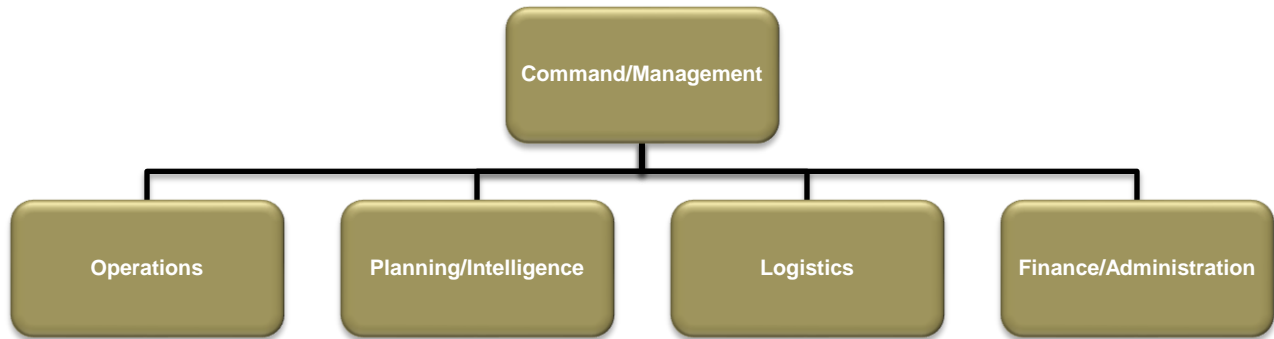 Command/Management
Operations
Planning/Intelligence
Logistics
Finance/Administration